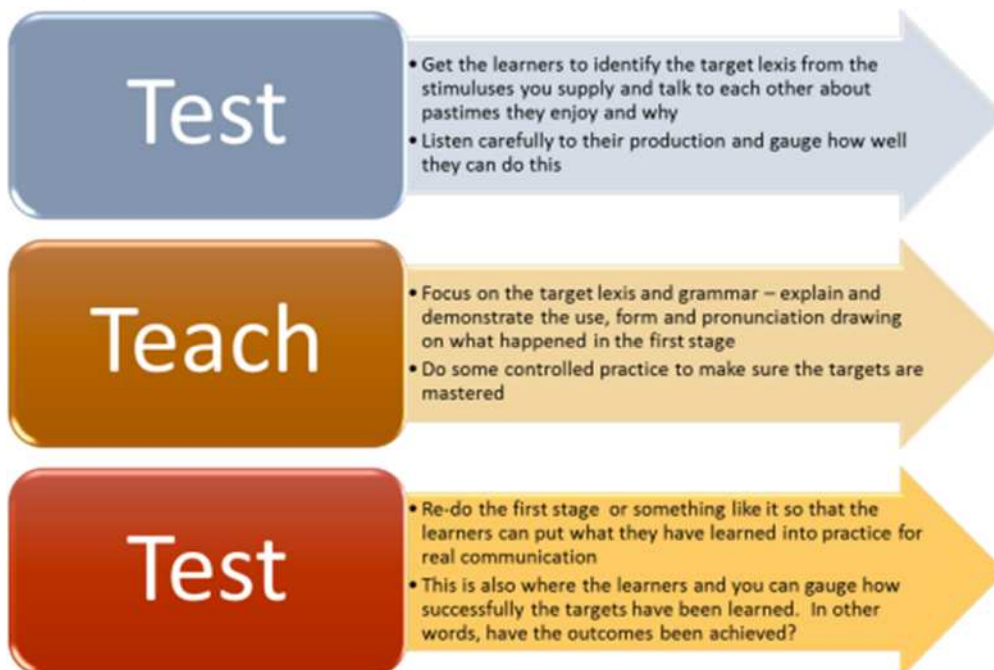 Test
• Get the learners to identify the target lexis from the
stimuluses you supply and talk to each other about
pastimes they enjoy and why
• Listen carefully to their production and gauge how well
they can do this
Teach
• Focus on the target lexis and grammar – explain and
demonstrate the use, form and pronunciation drawing
on what happened in the first stage
• Do some controlled practice to make sure the targets are
mastered
Test
• Re-do the first stage or something like it so that the
learners can put what they have learned into practice for
real communication
• This is also where the learners and you can gauge how
successfully the targets have been learned. In other
words, have the outcomes been achieved?